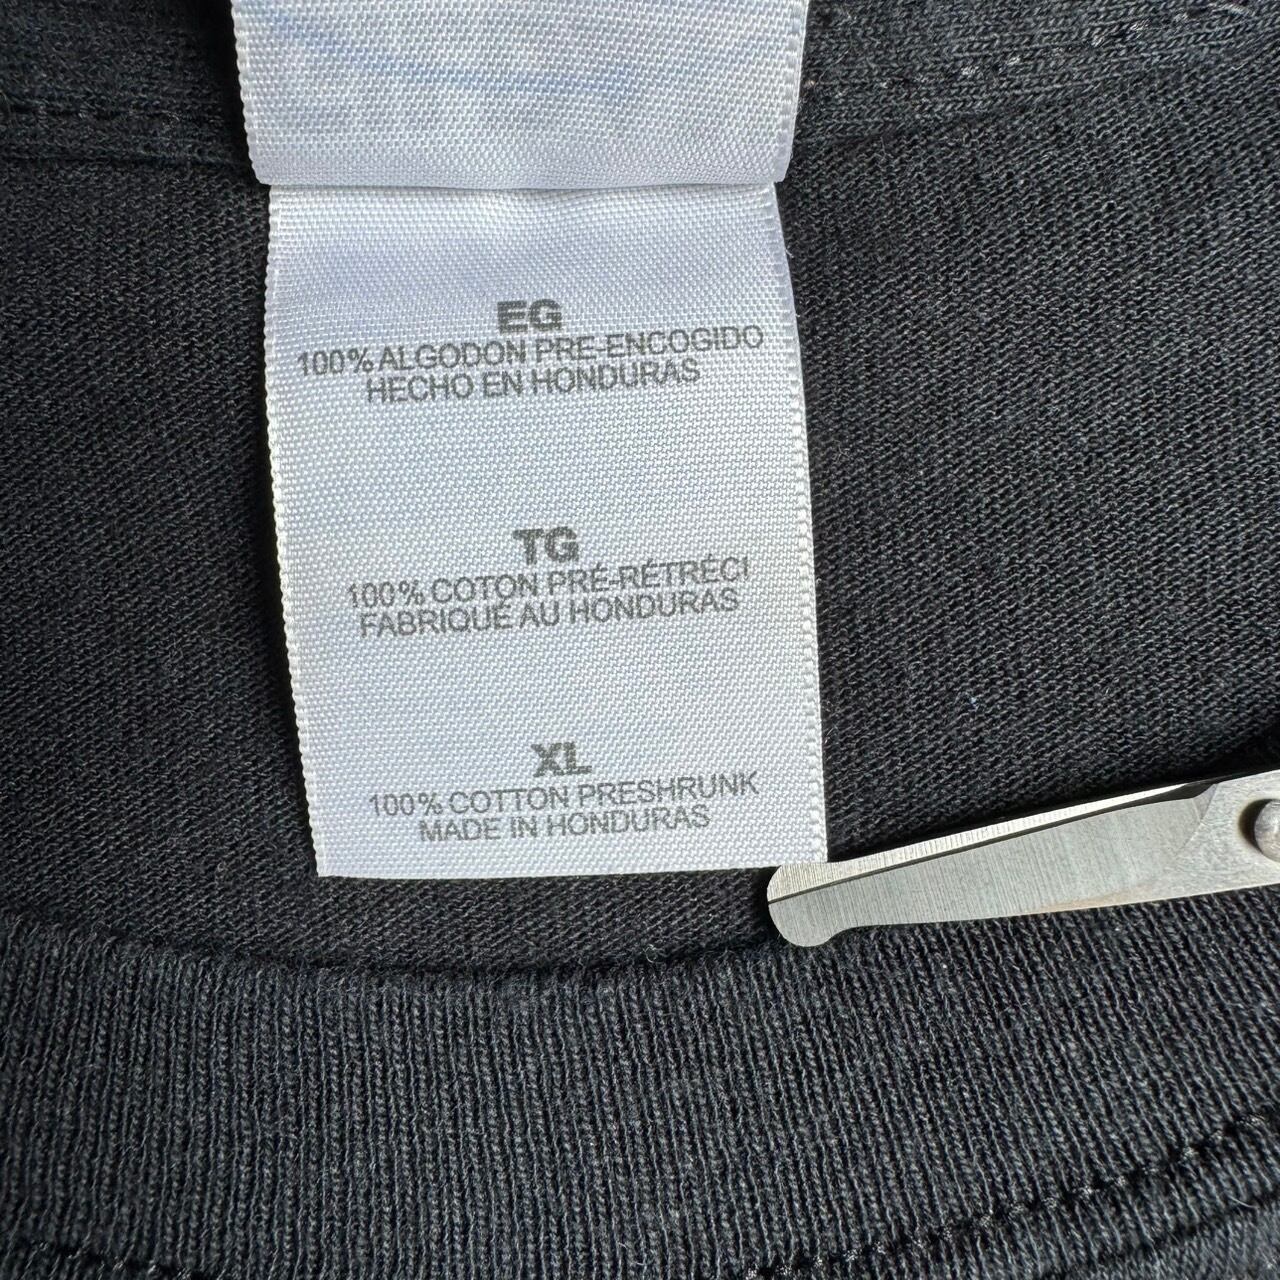 EG
100% ALGODON PRE-ENCOGIDO
HECHO EN HONDURAS
TG
100% COTON PRÉ-RÉTRÉCI
FABRIQUÉ AU HONDURAS
XL
100% COTTON PRESHRUNK
MADE IN HONDURAS